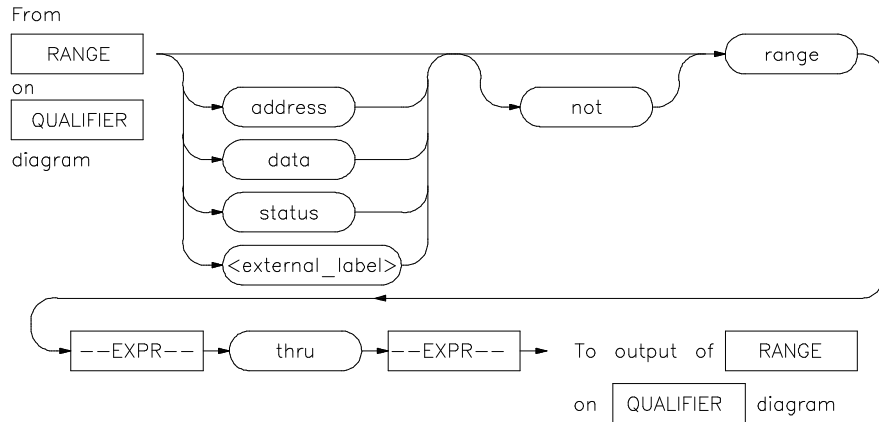 From
RANGE
on
QUALIFIER
diagram
address
data
status
<external_label>
not
range
--EXPR--
thru
--EXPR--
To output of RANGE
on QUALIFIER diagram